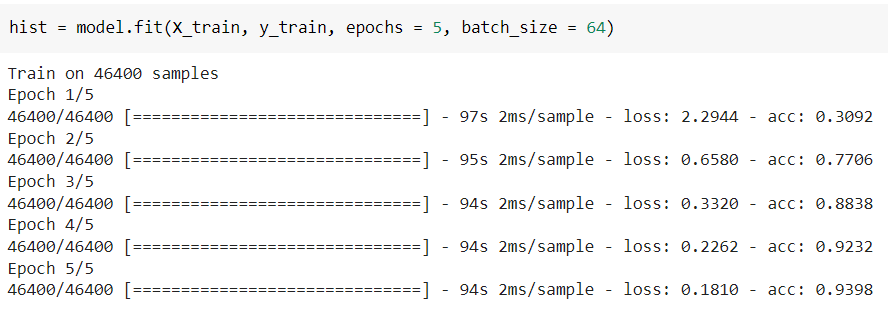 hist = model.fit(X_train, y_train, epochs = 5, batch_size = 64)
Train on 46400 samples
Epoch 1/5
46400/46400 [==============================] - 97s 2ms/sample - loss: 2.2944 - acc: 0.3092
Epoch 2/5
46400/46400 [==============================] - 95s 2ms/sample - loss: 0.6580 - acc: 0.7706
Epoch 3/5
46400/46400 [==============================] - 94s 2ms/sample - loss: 0.3320 - acc: 0.8838
Epoch 4/5
46400/46400 [==============================] - 94s 2ms/sample - loss: 0.2262 - acc: 0.9232
Epoch 5/5
46400/46400 [==============================] - 94s 2ms/sample - loss: 0.1810 - acc: 0.9398